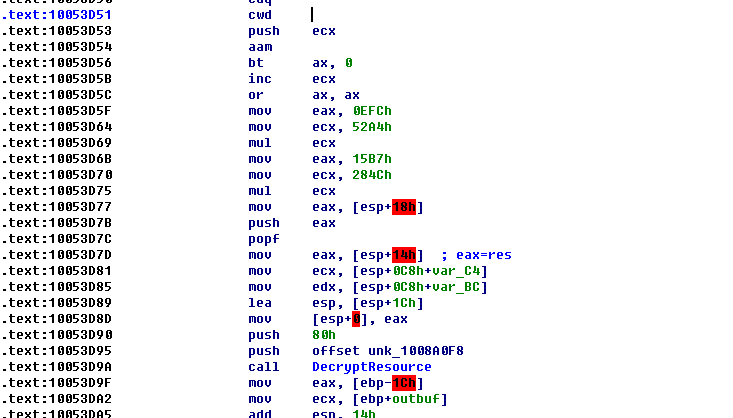 .text:10053D51 cwd
.text:10053D53 push ecx
.text:10053D54 aam
.text:10053D56 bt ax, 0
.text:10053D5B inc ecx
.text:10053D5C or ax, ax
.text:10053D5F mov eax, 0EFCh
.text:10053D64 mov ecx, 52A4h
.text:10053D69 mul ecx
.text:10053D6B mov eax, 15B7h
.text:10053D70 mov ecx, 284Ch
.text:10053D75 mul ecx
.text:10053D77 mov eax, [esp+18h]
.text:10053D7B push eax
.text:10053D7C popf
.text:10053D7D mov eax, [esp+14h] ; eax=res
.text:10053D81 mov ecx, [esp+0C8h+var_C4]
.text:10053D85 mov edx, [esp+0C8h+var_BC]
.text:10053D89 lea esp, [esp+1Ch]
.text:10053D8D mov [esp+0], eax
.text:10053D90 push 80h
.text:10053D95 push offset unk_1008A0F8
.text:10053D9A call DecryptResource
.text:10053D9F mov eax, [ebp-1Ch]
.text:10053DA2 mov ecx, [ebp+outbuf]
.text:10053DA5 add esp, 14h